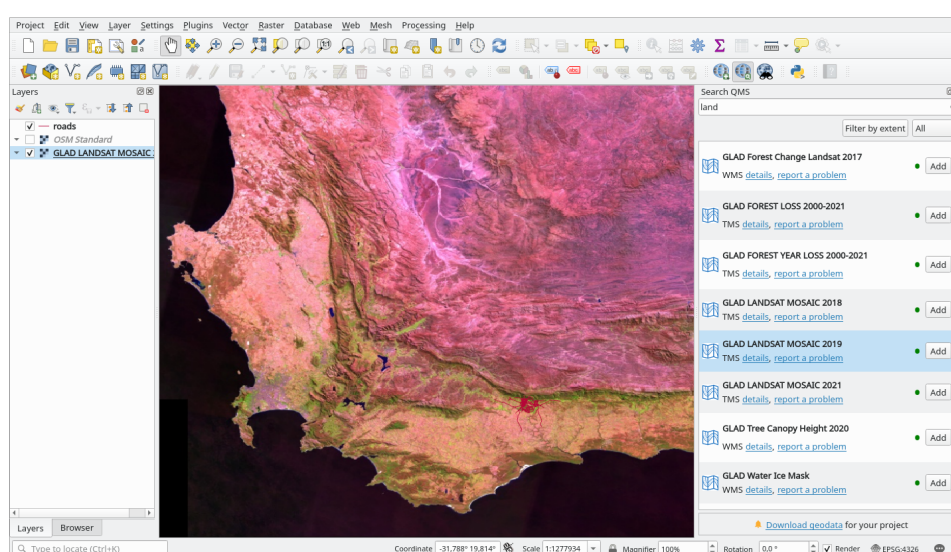 Project Edit View Layer Settings Plugins Vector Raster Database Web Mesh Processing Help
Layers
roads
OSM Standard
GLAD LANDSAT MOSAIC
Layers Browser
Search QMS
land
Filter by extent All
GLAD Forest Change Landsat 2017
WMS details, report a problem
Add
GLAD FOREST LOSS 2000-2021
TMS details, report a problem
Add
GLAD FOREST YEAR LOSS 2000-2021
TMS details, report a problem
Add
GLAD LANDSAT MOSAIC 2018
TMS details, report a problem
Add
GLAD LANDSAT MOSAIC 2019
TMS details, report a problem
Add
GLAD LANDSAT MOSAIC 2021
TMS details, report a problem
Add
GLAD Tree Canopy Height 2020
WMS details, report a problem
Add
GLAD Water Ice Mask
WMS details, report a problem
Add
Download geodata for your project
Type to locate (Ctrl+K) Coordinate -31,788° 19,814° Scale 1:1277934 Magnifier 100% Rotation 0,0 ° Render EPSG:4326